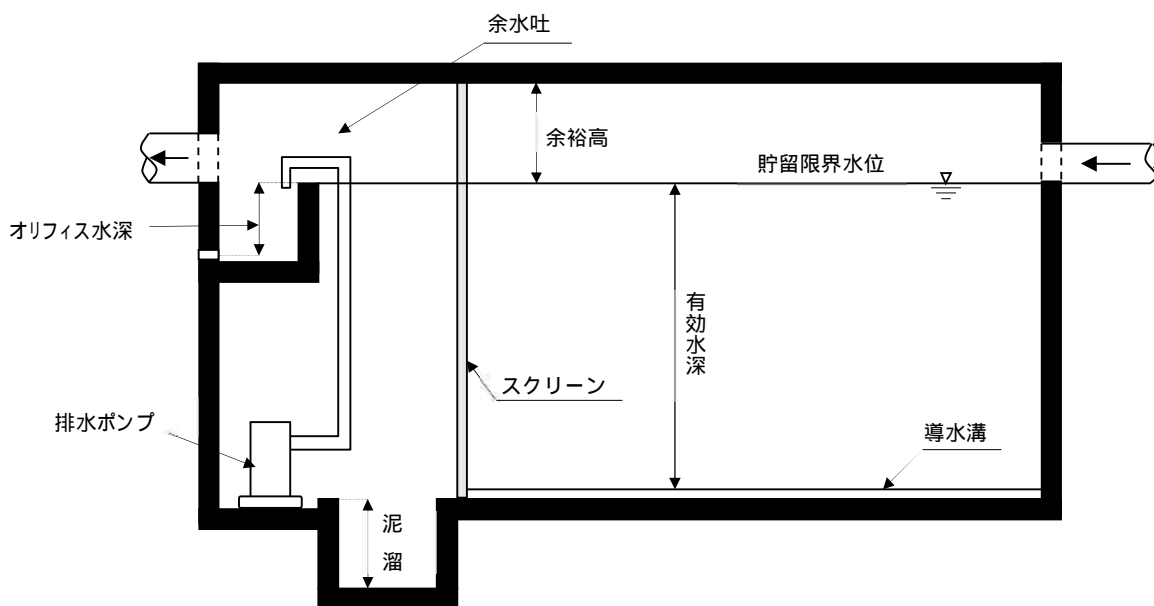 余水吐
余裕高
貯留限界水位
オリフィス水深
有効水深
スクリーン
排水ポンプ
導水溝
泥溜